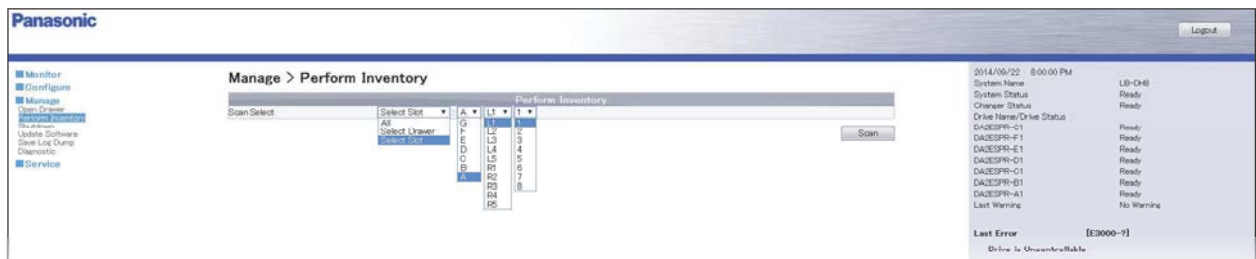 Panasonic
Logout
Monitor
Configure
Manage
Open Drawer
Perform Inventory
Shutdown
Update Software
Save Log Dump
Diagnostic
Service
Manage > Perform Inventory
Perform Inventory
Scan Select
Select Slot
All
Select Drawer
Select Slot
A
G
F
E
D
C
B
A
L1
L1
L2
L3
L4
L5
R1
R2
R3
R4
R5
1
1
2
3
4
5
6
7
8
Scan
2014/09/22 8:00:00 PM
System Name LB-DH8
System Status Ready
Changer Status Ready
Drive Name/Drive Status
DA2ESPR-G1 Ready
DA2ESPR-F1 Ready
DA2ESPR-E1 Ready
DA2ESPR-D1 Ready
DA2ESPR-C1 Ready
DA2ESPR-B1 Ready
DA2ESPR-A1 Ready
Last Warning No Warning
Last Error [E3000-?]
Drive is